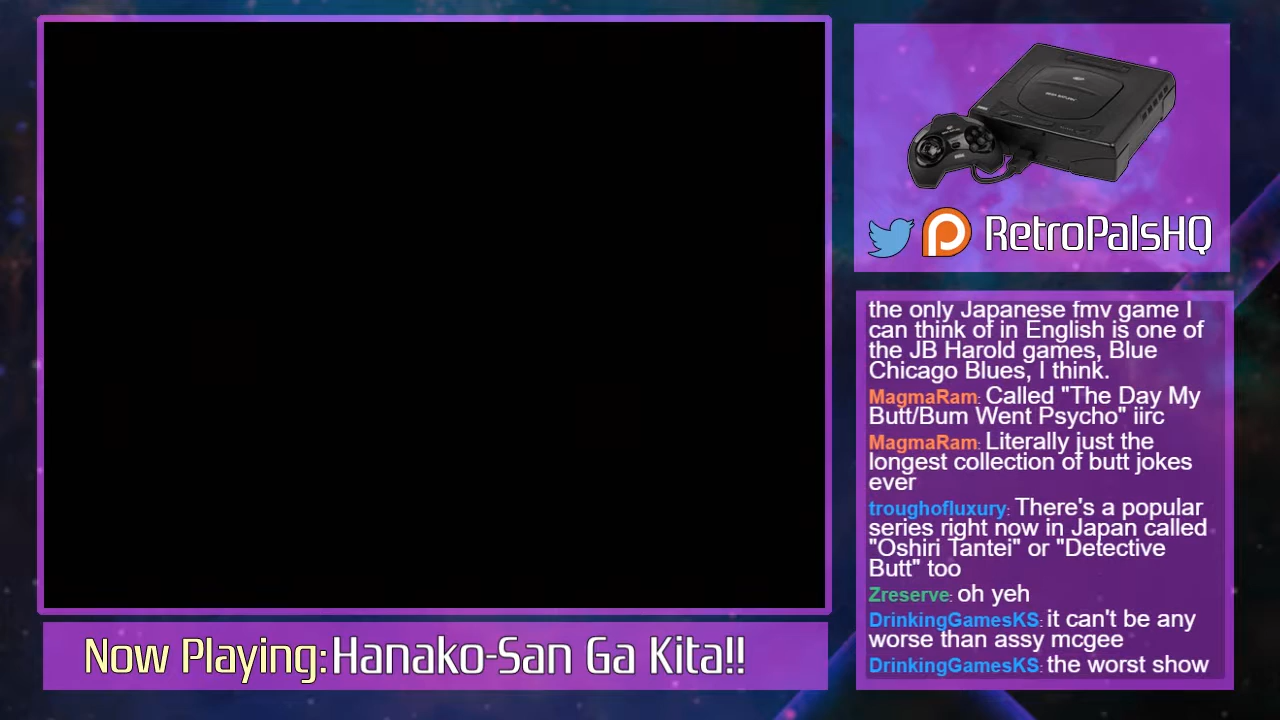 RetroPalsHQ
the only Japanese fmv game I
can think of in English is one of
the JB Harold games, Blue
Chicago Blues, I think.
MagmaRam: Called "The Day My
Butt/Bum Went Psycho" iirc
MagmaRam: Literally just the
longest collection of butt jokes
ever
troughofluxury: There's a popular
series right now in Japan called
"Oshiri Tantei" or "Detective
Butt" too
Zreserve: oh yeh
DrinkingGamesKS: it can't be any
worse than assy mcgee
DrinkingGamesKS: the worst show
Now Playing:Hanako-San Ga Kita!!